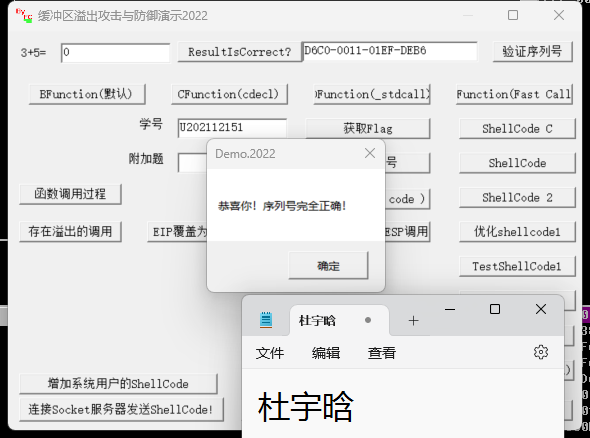 缓冲区溢出攻击与防御演示2022
3+5= 0 ResultIsCorrect? D6C0-0011-01EF-DEB6 验证序列号
BFunction(默认) CFunction(cdecl) Function(_stdcall) Function(Fast Call
学号 U202112151 获取Flag ShellCode C
附加题 号 ShellCode
Demo.2022
恭喜你！序列号完全正确！
确定
函数调用过程 code ) ShellCode 2
存在溢出的调用 EIP覆盖为 ESP调用 优化shellcode1
TestShellCode1
杜宇晗
文件 编辑 查看
杜宇晗
增加系统用户的ShellCode
连接Socket服务器发送ShellCode!